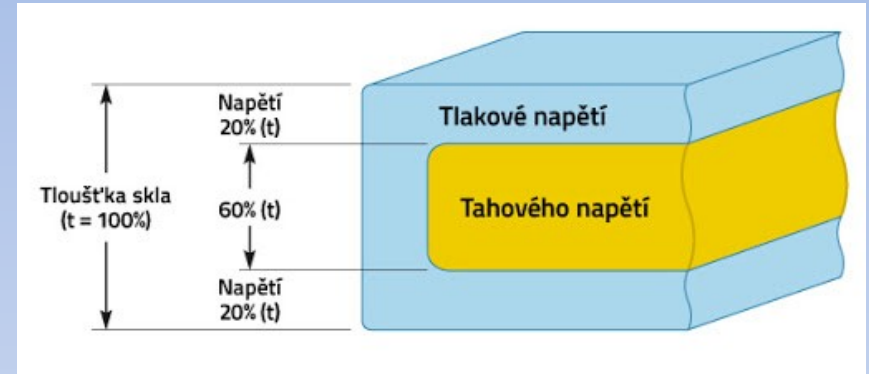 Napětí
20% (t)
Tlakové napětí
Tloušťka skla
(t = 100%)
60% (t)
Tahového napětí
Napětí
20% (t)